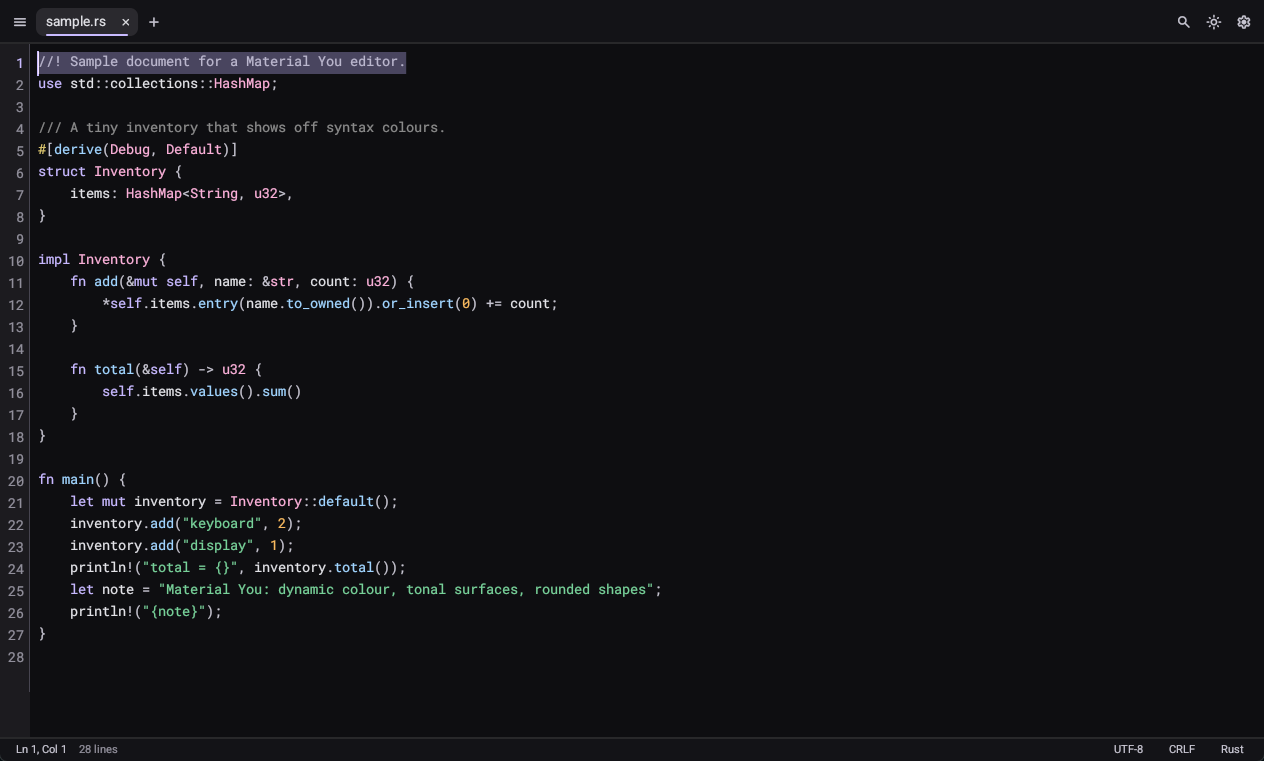 sample.rs
1 //! Sample document for a Material You editor.
2 use std::collections::HashMap;
3
4 /// A tiny inventory that shows off syntax colours.
5 #[derive(Debug, Default)]
6 struct Inventory {
7     items: HashMap<String, u32>,
8 }
9
10 impl Inventory {
11     fn add(&mut self, name: &str, count: u32) {
12         *self.items.entry(name.to_owned()).or_insert(0) += count;
13     }
14
15     fn total(&self) -> u32 {
16         self.items.values().sum()
17     }
18 }
19
20 fn main() {
21     let mut inventory = Inventory::default();
22     inventory.add("keyboard", 2);
23     inventory.add("display", 1);
24     println!("total = {}", inventory.total());
25     let note = "Material You: dynamic colour, tonal surfaces, rounded shapes";
26     println!("{note}");
27 }
28
Ln 1, Col 1 28 lines UTF-8 CRLF Rust